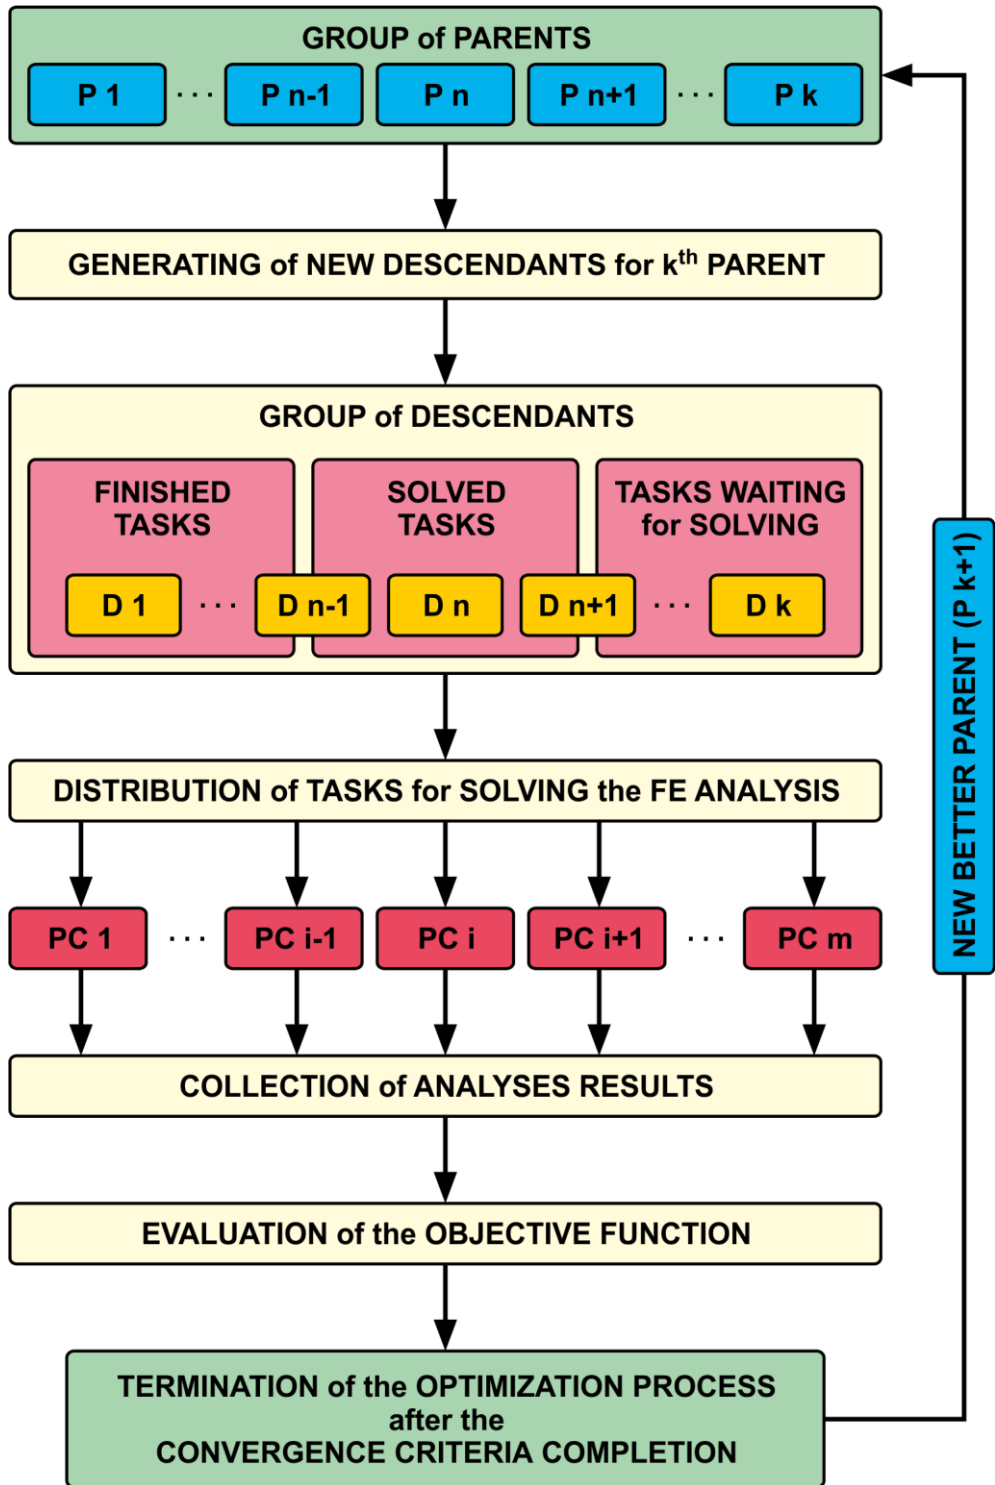 GROUP of PARENTS
P 1 · · · P n-1 P n P n+1 · · · P k
GENERATING of NEW DESCENDANTS for kᵗʰ PARENT
GROUP of DESCENDANTS
FINISHED
TASKS
SOLVED
TASKS
TASKS WAITING
for SOLVING
D 1 · · · D n-1 D n D n+1 · · · D k
DISTRIBUTION of TASKS for SOLVING the FE ANALYSIS
PC 1 · · · PC i-1 PC i PC i+1 · · · PC m
COLLECTION of ANALYSES RESULTS
EVALUATION of the OBJECTIVE FUNCTION
TERMINATION of the OPTIMIZATION PROCESS
after the
CONVERGENCE CRITERIA COMPLETION
NEW BETTER PARENT (P k+1)